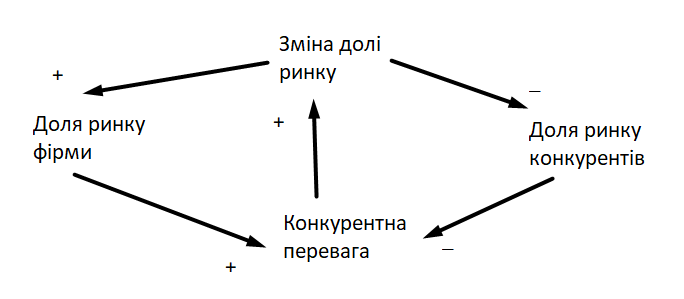 Зміна долі
ринку
+
–
Доля ринку
фірми
+
Доля ринку
конкурентів
Конкурентна
перевага
+
–